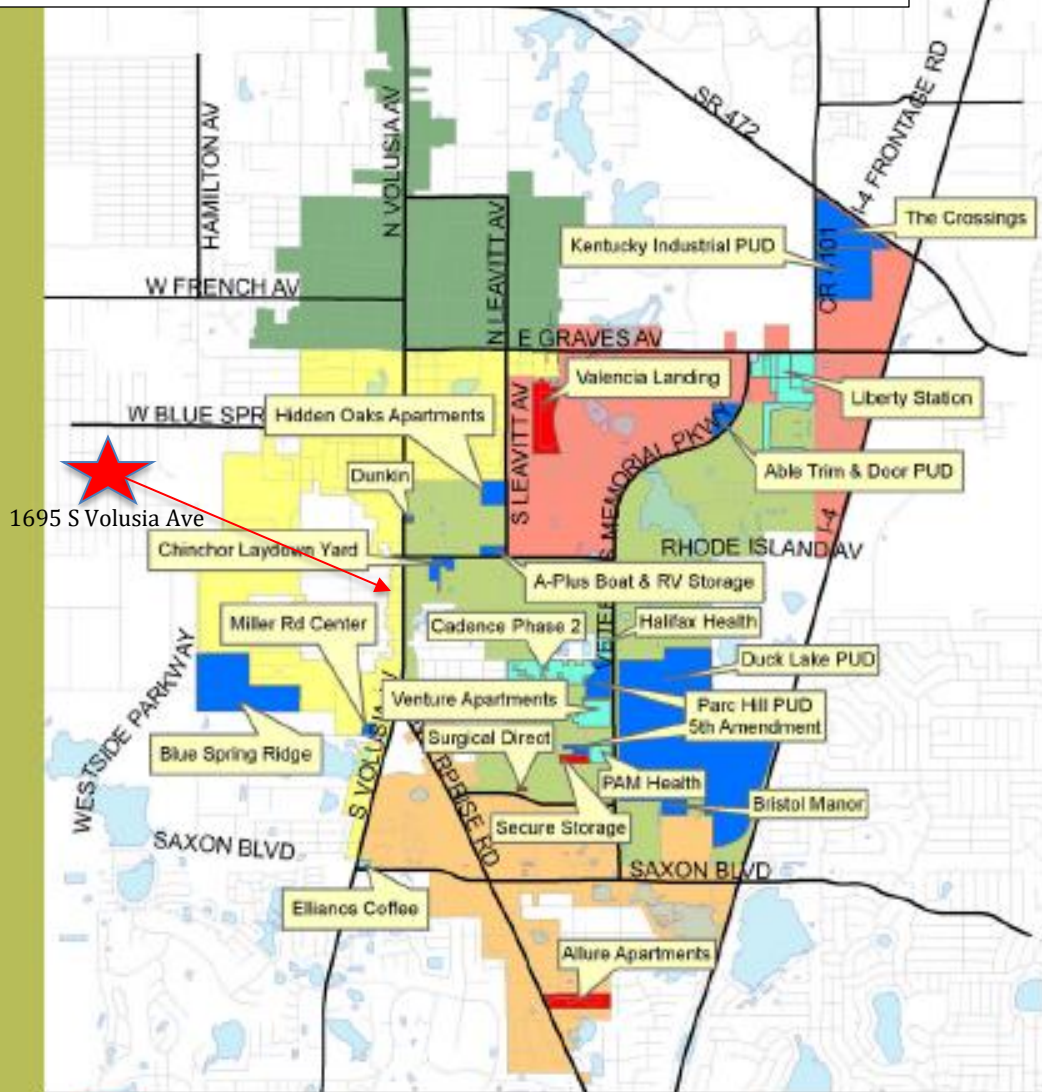 SR 472
I-4 FRONTAGE RD
HAMILTON AV
N VOLUSIA AV
N LEAVITT AV
The Crossings
Kentucky Industrial PUD
CR 4101
W FRENCH AV
E GRAVES AV
Valencia Landing
Liberty Station
W BLUE SPR
Hidden Oaks Apartments
S LEAVITT AV
S MEMORIAL PKWY
Able Trim & Door PUD
Dunkin
1695 S Volusia Ave
I-4
Chinchor Laydown Yard
RHODE ISLAND AV
A-Plus Boat & RV Storage
Miller Rd Center
Cadence Phase 2
VETE
Halifax Health
Duck Lake PUD
WESTSIDE PARKWAY
Venture Apartments
Parc Hill PUD
5th Amendment
Blue Spring Ridge
S VOLUSIA AV
Surgical Direct
RPRISE RD
PAM Health
Bristol Manor
Secure Storage
SAXON BLVD
SAXON BLVD
Ellianos Coffee
Allure Apartments